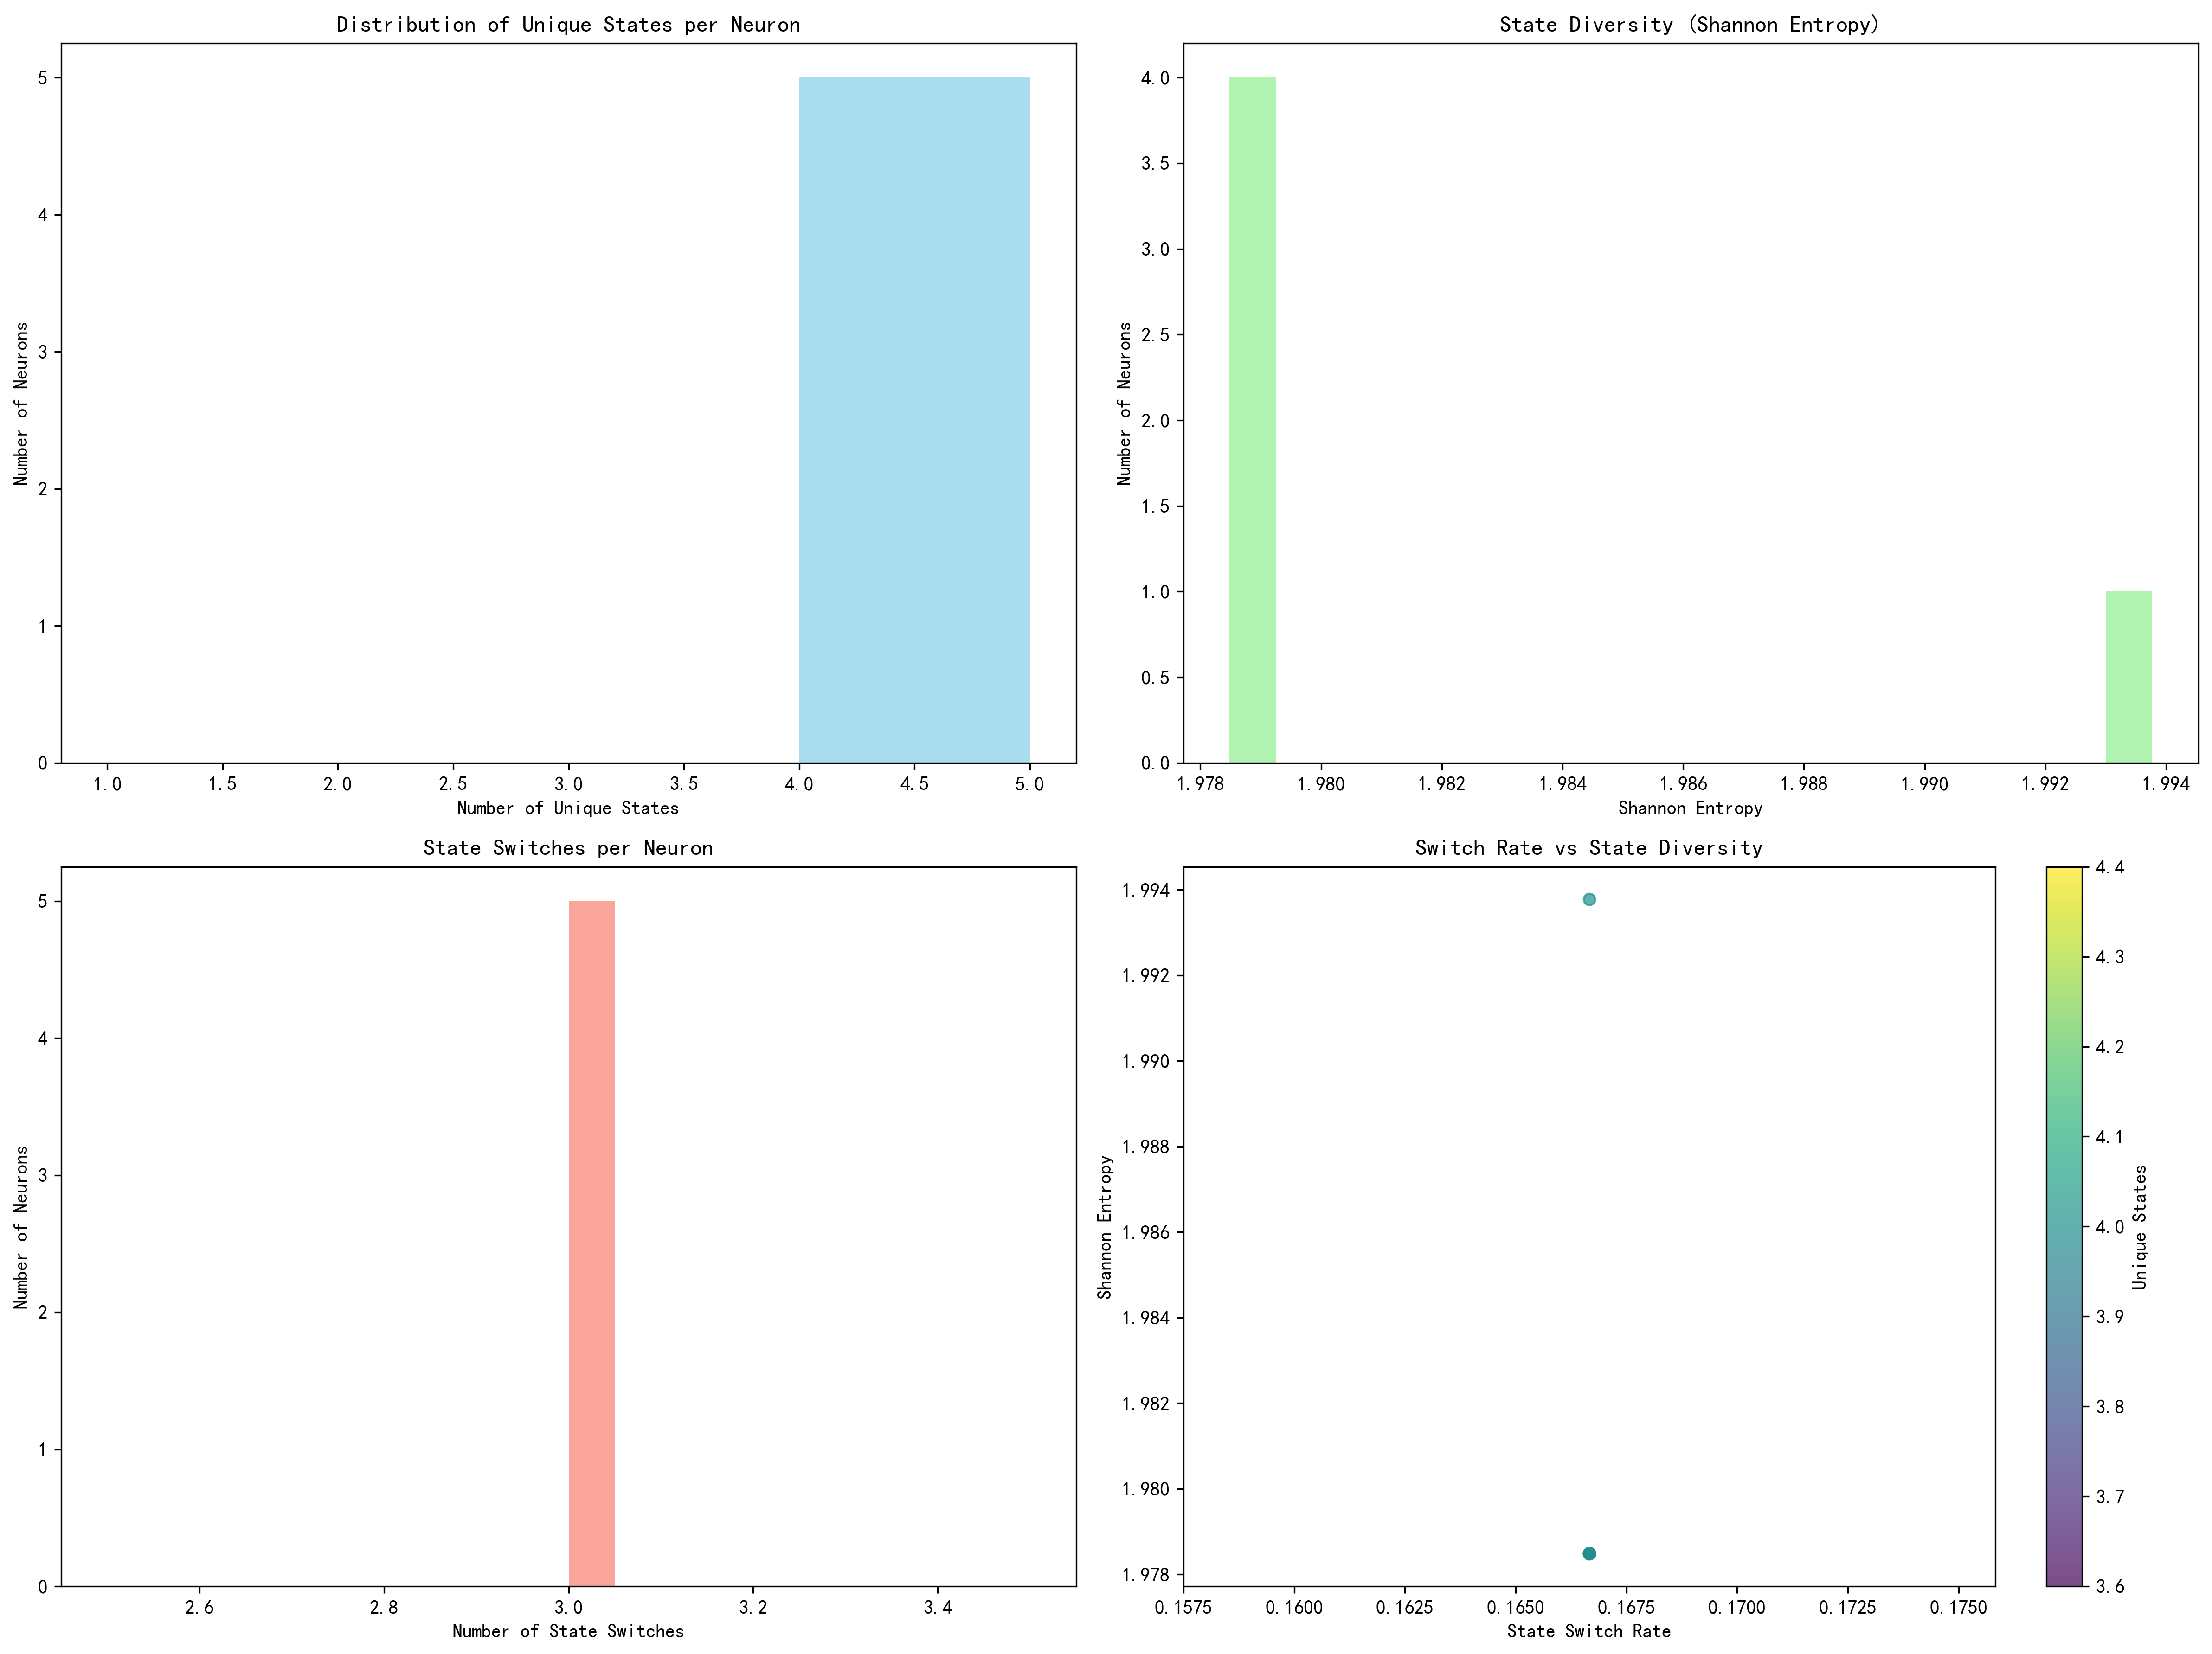 Distribution of Unique States per Neuron
5
4
3
2
1
0
Number of Neurons
1.0 1.5 2.0 2.5 3.0 3.5 4.0 4.5 5.0
Number of Unique States
State Diversity (Shannon Entropy)
4.0
3.5
3.0
2.5
2.0
1.5
1.0
0.5
0.0
Number of Neurons
1.978 1.980 1.982 1.984 1.986 1.988 1.990 1.992 1.994
Shannon Entropy
State Switches per Neuron
5
4
3
2
1
0
Number of Neurons
2.6 2.8 3.0 3.2 3.4
Number of State Switches
Switch Rate vs State Diversity
1.994
1.992
1.990
1.988
1.986
1.984
1.982
1.980
1.978
Shannon Entropy
0.1575 0.1600 0.1625 0.1650 0.1675 0.1700 0.1725 0.1750
State Switch Rate
4.4
4.3
4.2
4.1
4.0
3.9
3.8
3.7
3.6
Unique States